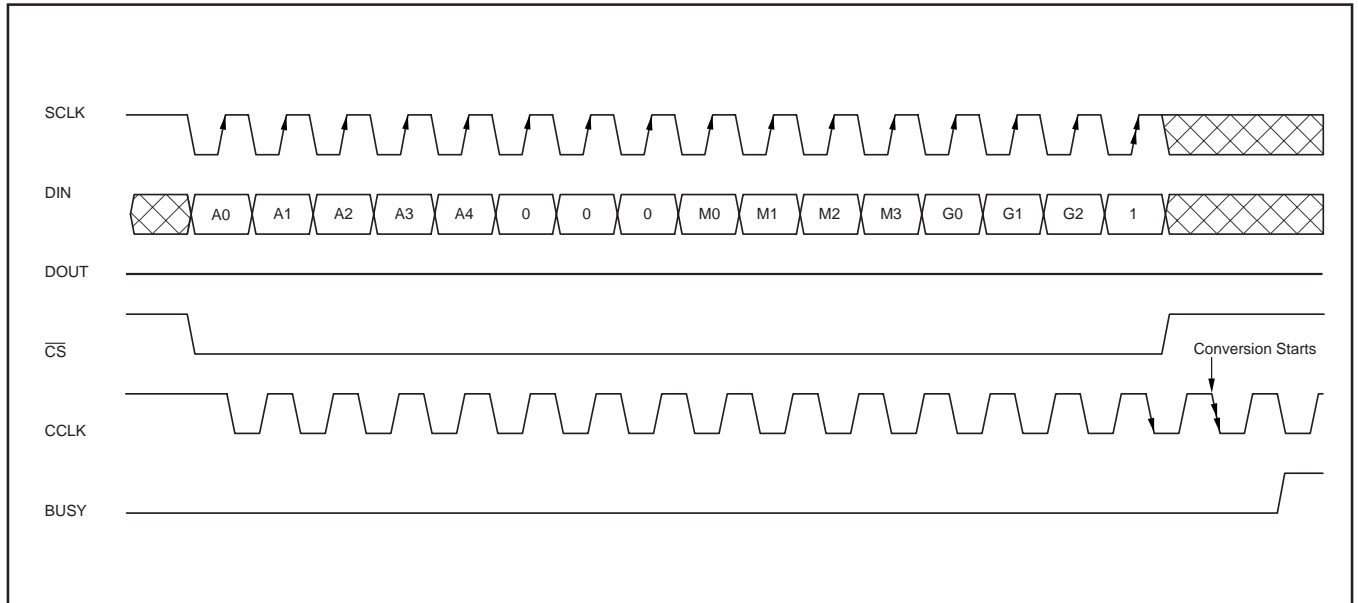 SCLK
DIN
A0 A1 A2 A3 A4 0 0 0 M0 M1 M2 M3 G0 G1 G2 1
DOUT
CS
Conversion Starts
CCLK
BUSY